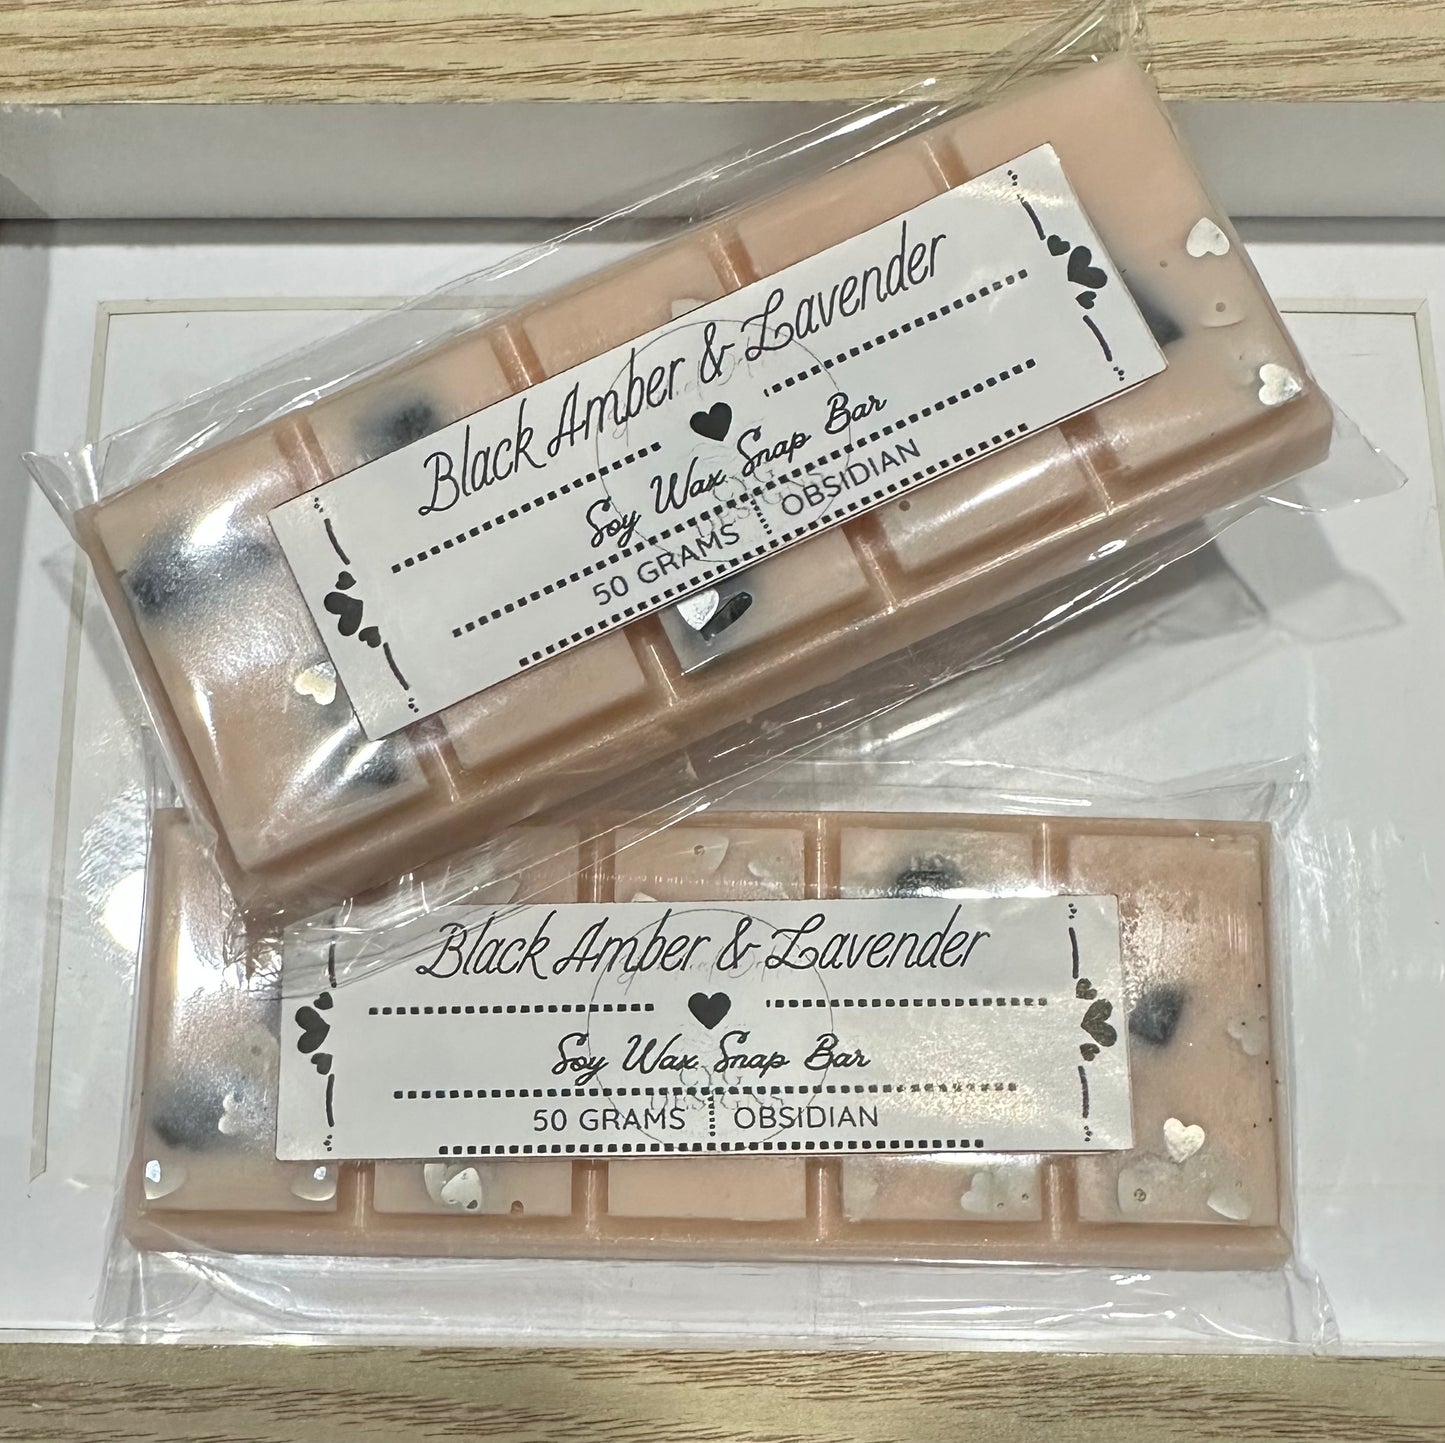 Black Amber & Lavender
Soy Wax Snap Bar
50 GRAMS OBSIDIAN
Black Amber & Lavender
Soy Wax Snap Bar
50 GRAMS OBSIDIAN
DESIGNS